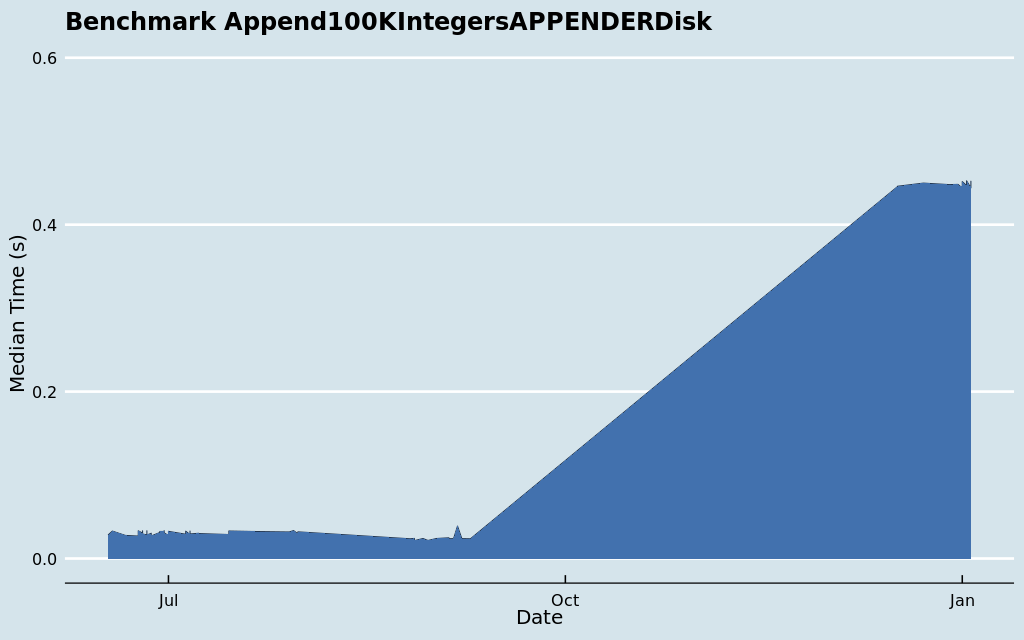 Benchmark Append100KIntegersAPPENDERDisk
0.6
0.4
0.2
0.0
Median Time (s)
Jul
Oct
Jan
Date